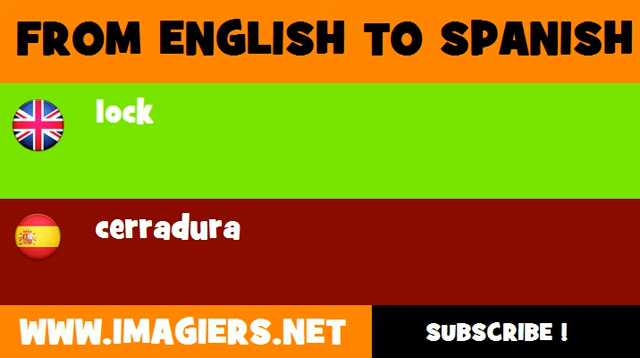 FROM ENGLISH TO SPANISH
lock
cerradura
WWW.IMAGIERS.NET
SUBSCRIBE !